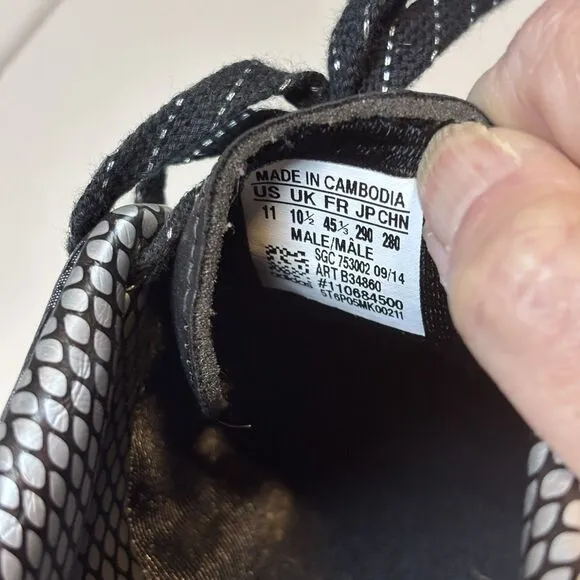 MADE IN CAMBODIA
US UK FR JP CHN
11 10½ 45⅓ 290 280
MALE/MÂLE
SGC 753002 09/14
ART B34860
#110684500
5T6P05MK00211